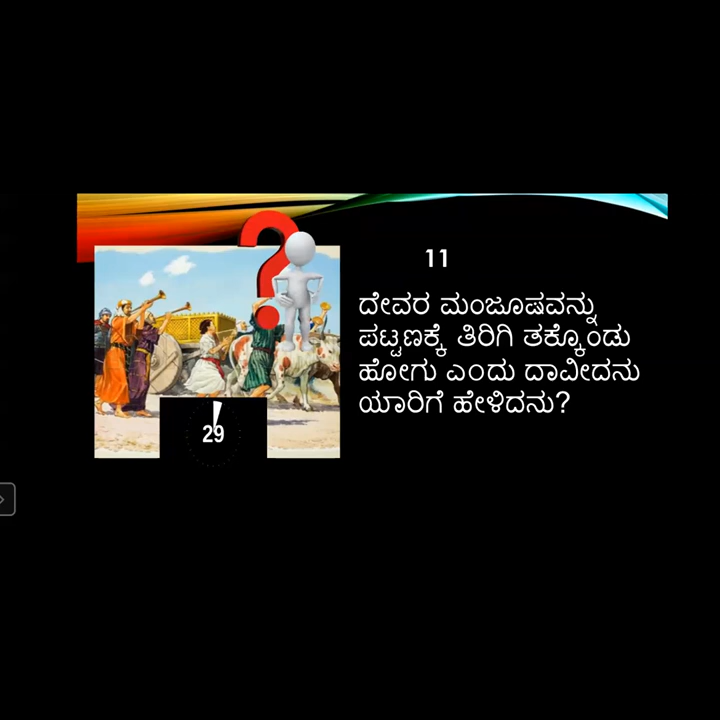 11
ದೇವರ ಮಂಜೂಷವನ್ನು
ಪಟ್ಟಣಕ್ಕೆ ತಿರಿಗಿ ತಕ್ಕೊಂಡು
ಹೋಗು ಎಂದು ದಾವೀದನು
ಯಾರಿಗೆ ಹೇಳಿದನು?
29